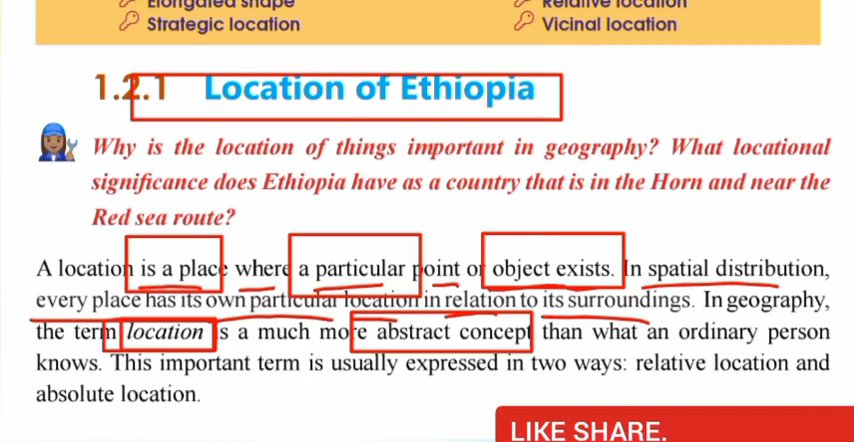 Elongated shape
Relative location
Strategic location
Vicinal location
1.2.1 Location of Ethiopia
Why is the location of things important in geography? What locational
significance does Ethiopia have as a country that is in the Horn and near the
Red sea route?
A location is a place where a particular point or object exists. In spatial distribution,
every place has its own particular location in relation to its surroundings. In geography,
the term location is a much more abstract concept than what an ordinary person
knows. This important term is usually expressed in two ways: relative location and
absolute location.
LIKE SHARE.